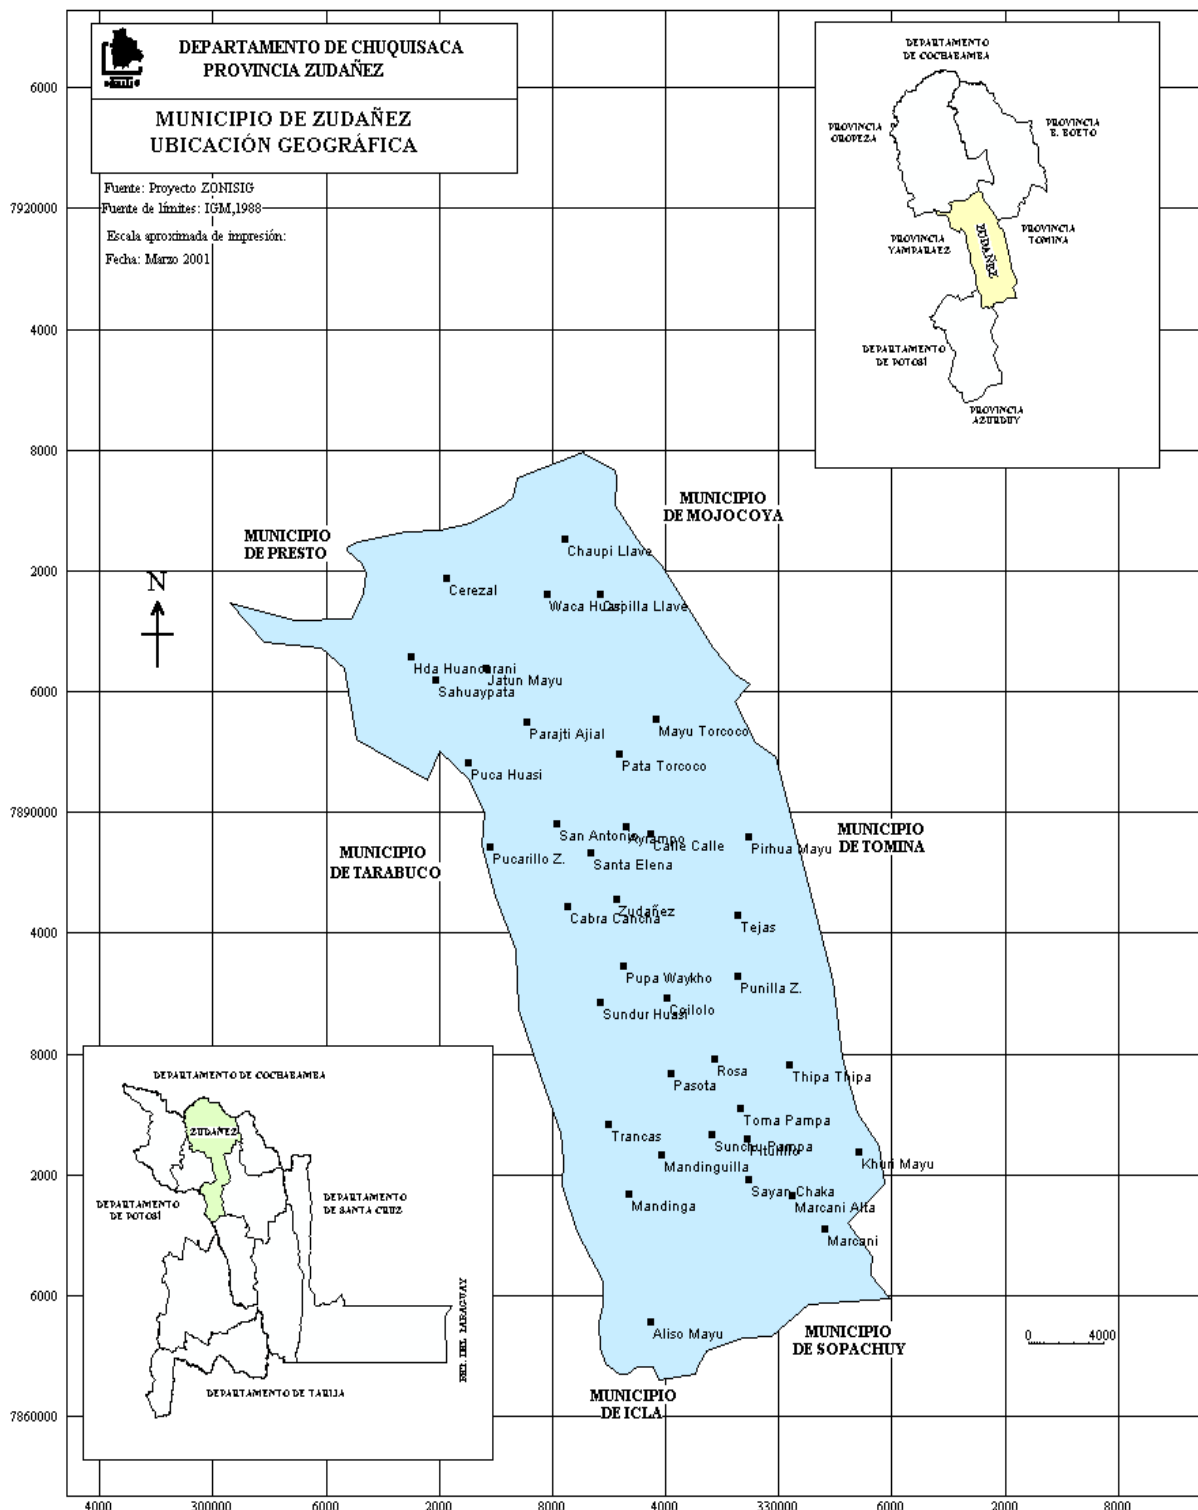 DEPARTAMENTO DE CHUQUISACA
PROVINCIA ZUDAÑEZ
MUNICIPIO DE ZUDAÑEZ
UBICACIÓN GEOGRÁFICA
Fuente: Proyecto ZONISIG
Fuente de límites: IGM,1988
Escala aproximada de impresión:
Fecha: Marzo 2001
DEPARTAMENTO
DE COCHABAMBA
PROVINCIA
OROPEZA
PROVINCIA
B. BOETO
PROVINCIA
YAMPARAEZ
ZUDAÑEZ
PROVINCIA
TOMINA
DEPARTAMENTO
DE POTOSÍ
PROVINCIA
AZURDUY
6000
7920000
4000
8000
2000
6000
7890000
4000
8000
2000
6000
7860000
MUNICIPIO
DE MOJOCOYA
MUNICIPIO
DE PRESTO
N
Chaupi Llave
Cerezal
Waca Huasi
Capilla Llave
Hda Huancarani
Jatun Mayu
Sahuaypata
Parajti Ajial
Mayu Torcoco
Pata Torcoco
Puca Huasi
San Antonio
Ayrampo
Calle Calle
Pirhua Mayu
MUNICIPIO
DE TOMINA
MUNICIPIO
DE TARABUCO
Pucarillo Z.
Santa Elena
Zudañez
Cabra Cancha
Tejas
Pupa Waykho
Punilla Z.
Coilolo
Sundur Huasi
Rosa
Thipa Thipa
Pasota
Toma Pampa
Trancas
Sunchu Pampa
Mandinguilla
Khuri Mayu
Sayan Chaka
Mandinga
Marcani Alta
Marcani
Aliso Mayu
MUNICIPIO
DE SOPACHUY
MUNICIPIO
DE ICLA
0 4000
DEPARTAMENTO DE COCHABAMBA
ZUDAÑEZ
DEPARTAMENTO
DE POTOSÍ
DEPARTAMENTO
DE SANTA CRUZ
REP. DEL PARAGUAY
DEPARTAMENTO DE TARIJA
4000 300000 6000 2000 8000 4000 330000 6000 2000 8000